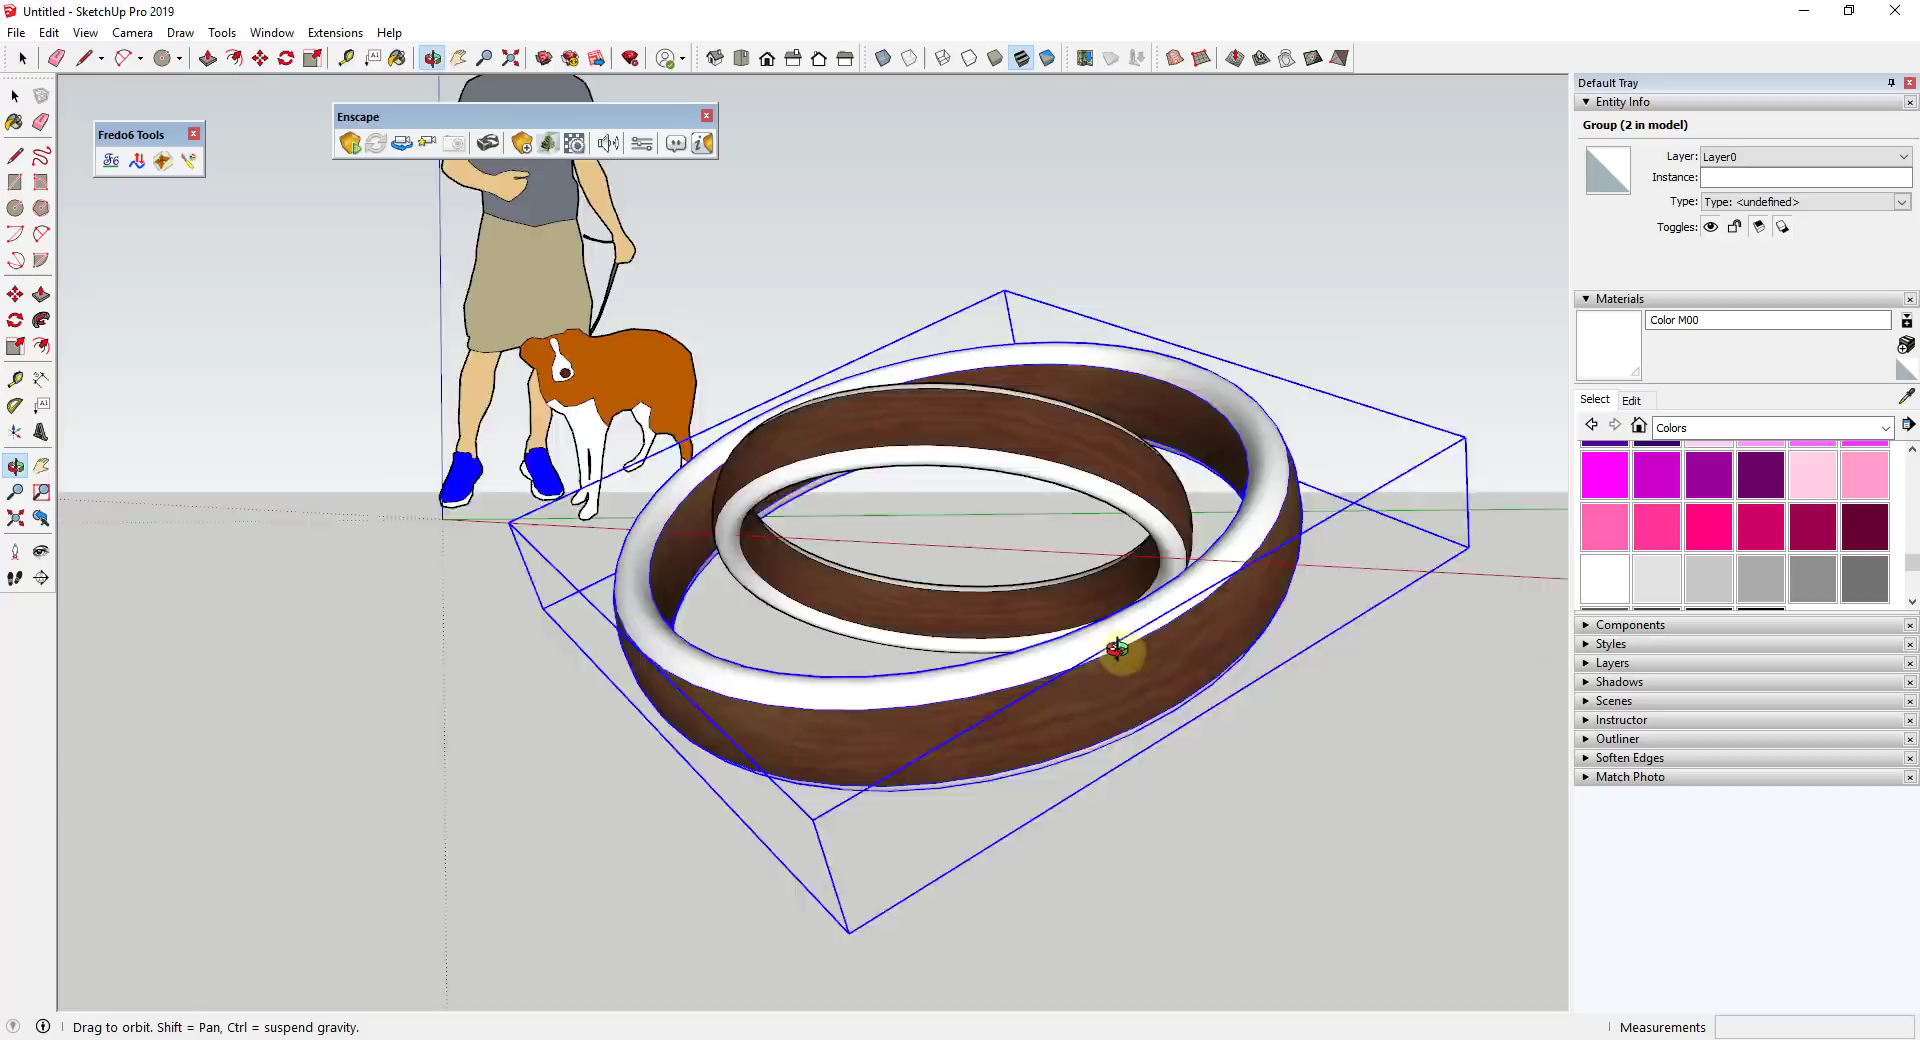 Untitled - SketchUp Pro 2019
File Edit View Camera Draw Tools Window Extensions Help
Default Tray
Entity Info
Group (2 in model)
Layer: Layer0
Instance:
Type: Type: <undefined>
Toggles:
Enscape
Fredo6 Tools
Materials
Color M00
Select Edit
Colors
Components
Styles
Layers
Shadows
Scenes
Instructor
Outliner
Soften Edges
Match Photo
Drag to orbit. Shift = Pan, Ctrl = suspend gravity.
Measurements